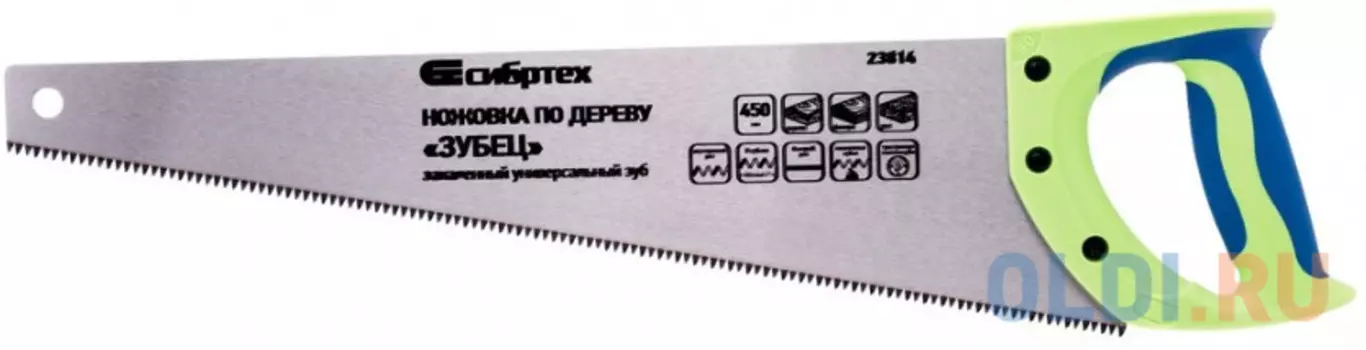 сибртех
23814
НОЖОВКА ПО ДЕРЕВУ
«ЗУБЕЦ»
закаленный универсальный зуб
450
OLDI.RU